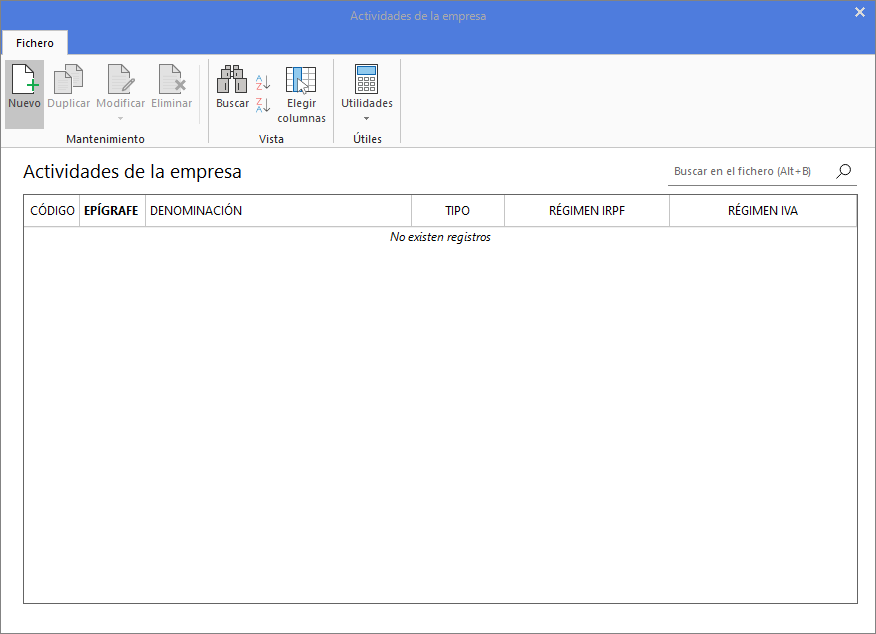 Actividades de la empresa
Fichero
Nuevo Duplicar Modificar Eliminar Buscar A Z Z A Elegir columnas Utilidades
Mantenimiento Vista Útiles
Actividades de la empresa
Buscar en el fichero (Alt+B)
CÓDIGO EPÍGRAFE DENOMINACIÓN TIPO RÉGIMEN IRPF RÉGIMEN IVA
No existen registros